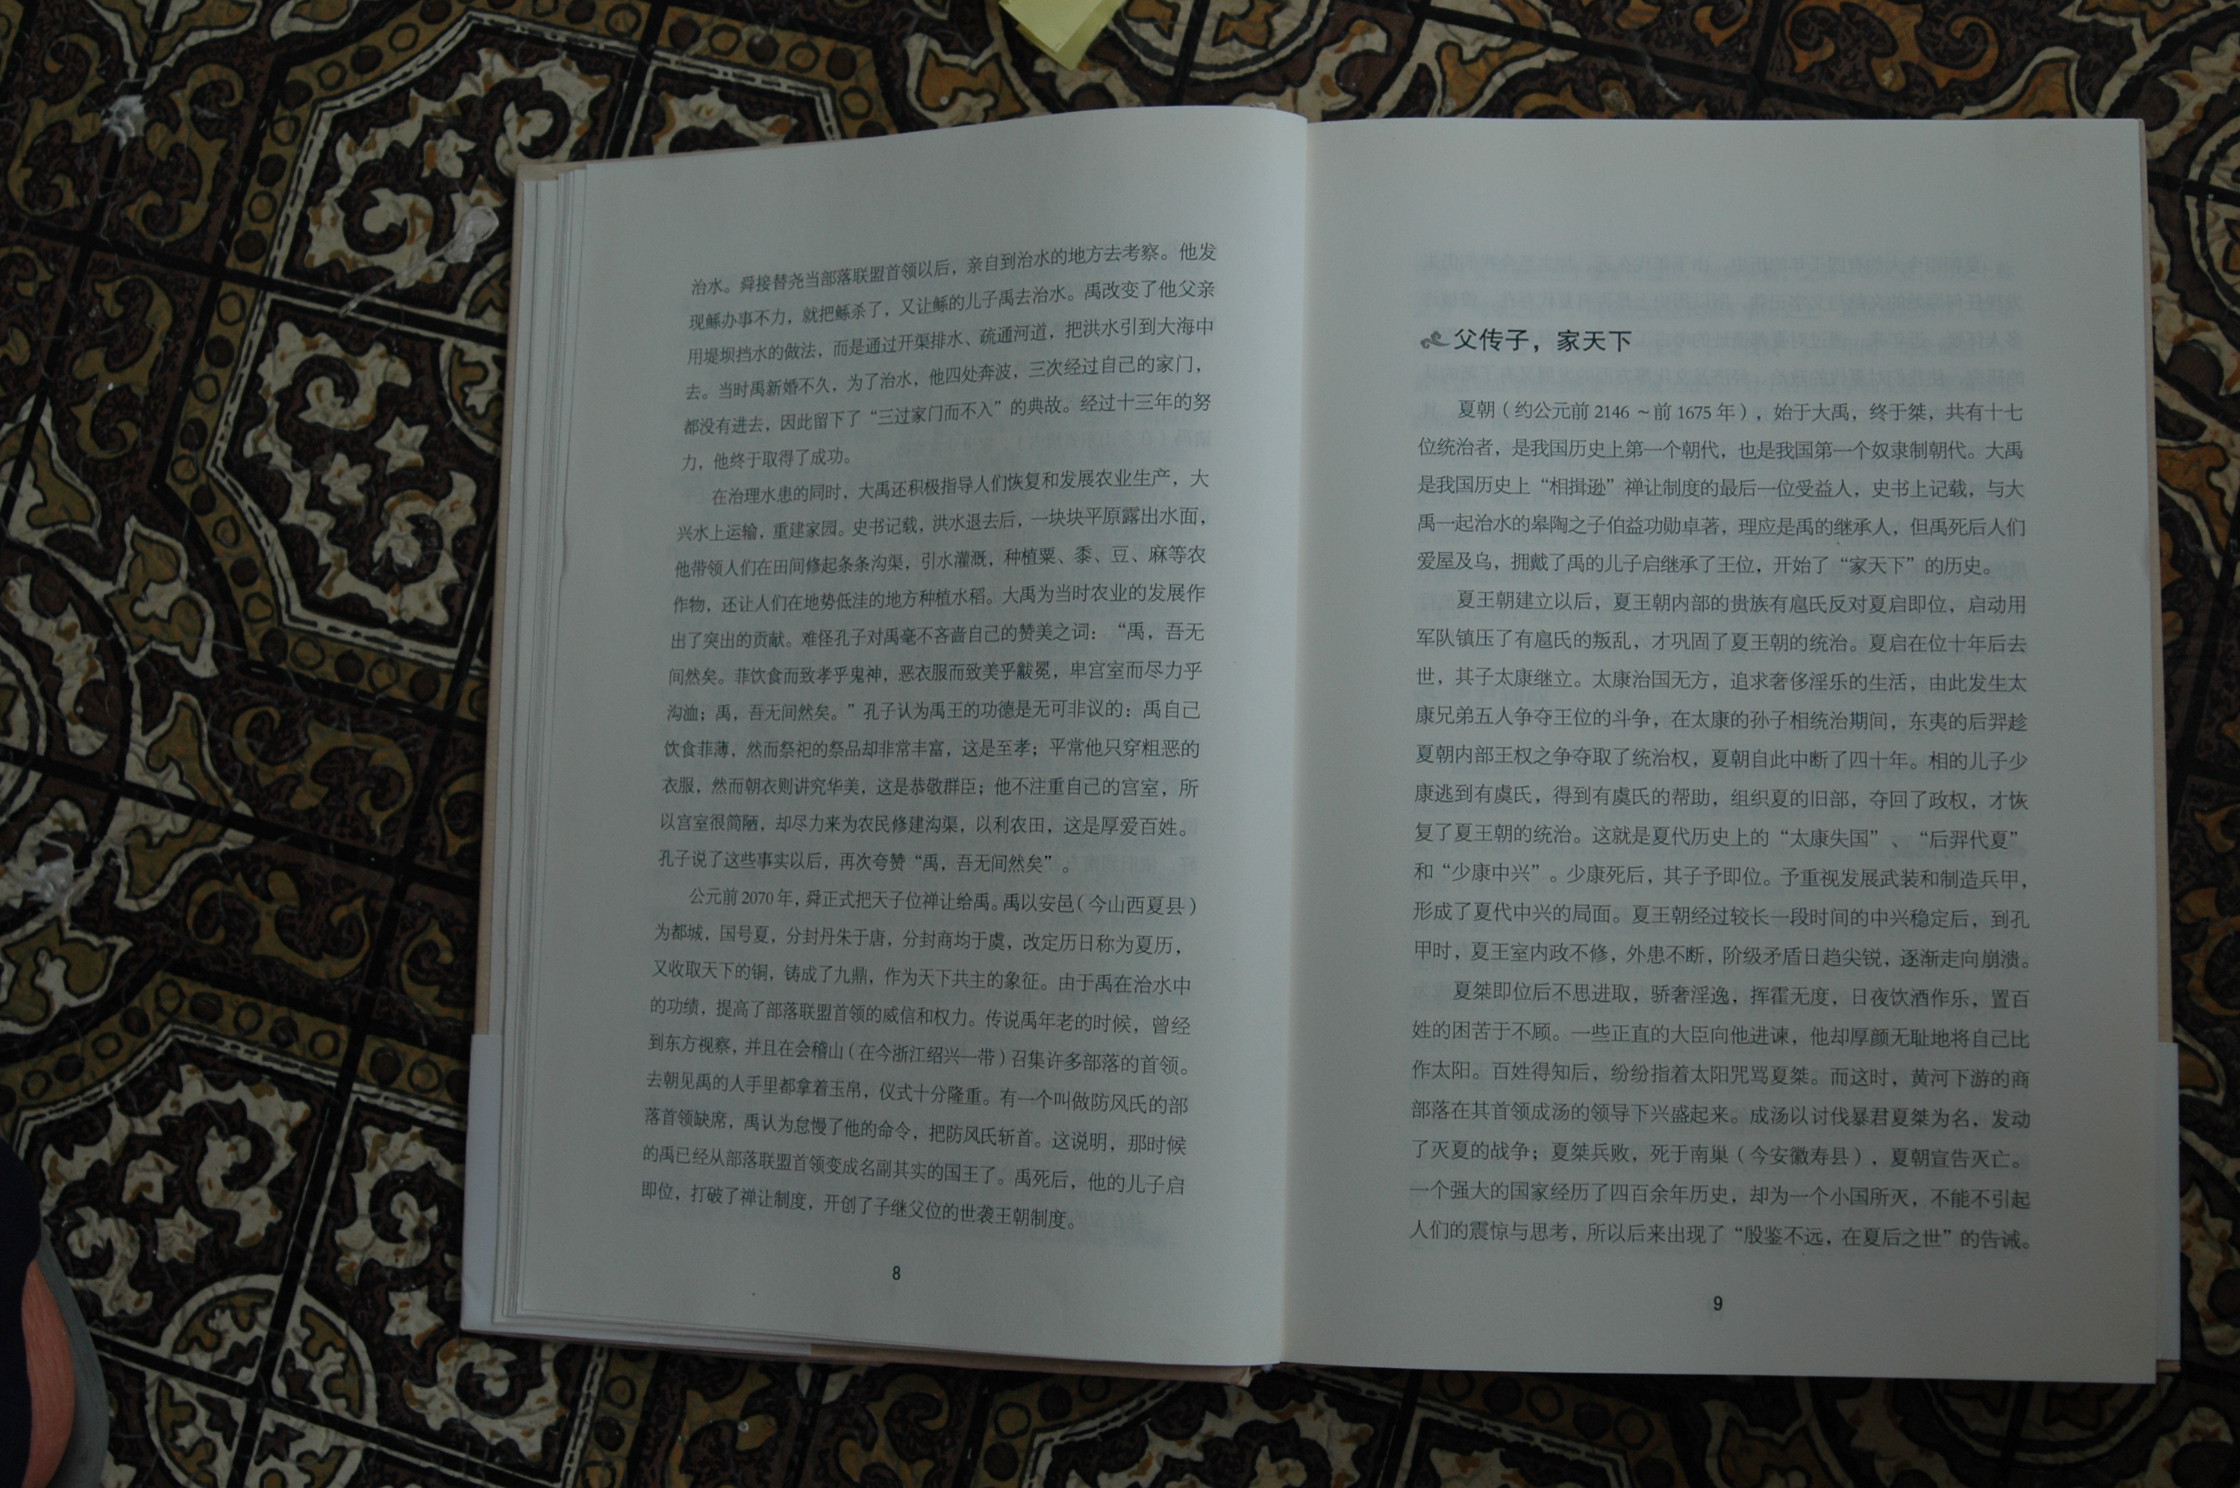 治水。舜接替尧当部落联盟首领以后，亲自到治水的地方去考察。他发
现鲧办事不力，就把鲧杀了，又让鲧的儿子禹去治水。禹改变了他父亲
用堤坝挡水的做法，而是通过开渠排水、疏通河道，把洪水引到大海中
去。当时禹新婚不久，为了治水，他四处奔波，三次经过自己的家门，
都没有进去，因此留下了“三过家门而不入”的典故。经过十三年的努
力，他终于取得了成功。
在治理水患的同时，大禹还积极指导人们恢复和发展农业生产，大
兴水上运输，重建家园。史书记载，洪水退去后，一块块平原露出水面，
他带领人们在田间修起条条沟渠，引水灌溉，种植粟、黍、豆、麻等农
作物，还让人们在地势低洼的地方种植水稻。大禹为当时农业的发展作
出了突出的贡献。难怪孔子对禹毫不吝啬自己的赞美之词：“禹，吾无
间然矣。菲饮食而致孝乎鬼神，恶衣服而致美乎黻冕，卑宫室而尽力乎
沟洫；禹，吾无间然矣。”孔子认为禹王的功德是无可非议的：禹自己
饮食菲薄，然而祭祀的祭品却非常丰富，这是至孝；平常他只穿粗恶的
衣服，然而朝衣则讲究华美，这是恭敬群臣；他不注重自己的宫室，所
以宫室很简陋，却尽力来为农民修建沟渠，以利农田，这是厚爱百姓。
孔子说了这些事实以后，再次夸赞“禹，吾无间然矣”。
公元前 2070 年，舜正式把天子位禅让给禹。禹以安邑（今山西夏县）
为都城，国号夏，分封丹朱于唐，分封商均于虞，改定历日称为夏历，
又收取天下的铜，铸成了九鼎，作为天下共主的象征。由于禹在治水中
的功绩，提高了部落联盟首领的威信和权力。传说禹年老的时候，曾经
到东方视察，并且在会稽山（在今浙江绍兴一带）召集许多部落的首领。
去朝见禹的人手里都拿着玉帛，仪式十分隆重。有一个叫做防风氏的部
落首领缺席，禹认为怠慢了他的命令，把防风氏斩首。这说明，那时候
的禹已经从部落联盟首领变成名副其实的国王了。禹死后，他的儿子启
即位，打破了禅让制度，开创了子继父位的世袭王朝制度。
8
父传子，家天下
夏朝（约公元前 2146 ~ 前 1675 年），始于大禹，终于桀，共有十七
位统治者，是我国历史上第一个朝代，也是我国第一个奴隶制朝代。大禹
是我国历史上“相揖逊”禅让制度的最后一位受益人，史书上记载，与大
禹一起治水的皋陶之子伯益功勋卓著，理应是禹的继承人，但禹死后人们
爱屋及乌，拥戴了禹的儿子启继承了王位，开始了“家天下”的历史。
夏王朝建立以后，夏王朝内部的贵族有扈氏反对夏启即位，启动用
军队镇压了有扈氏的叛乱，才巩固了夏王朝的统治。夏启在位十年后去
世，其子太康继立。太康治国无方，追求奢侈淫乐的生活，由此发生太
康兄弟五人争夺王位的斗争，在太康的孙子相统治期间，东夷的后羿趁
夏朝内部王权之争夺取了统治权，夏朝自此中断了四十年。相的儿子少
康逃到有虞氏，得到有虞氏的帮助，组织夏的旧部，夺回了政权，才恢
复了夏王朝的统治。这就是夏代历史上的“太康失国”、“后羿代夏”
和“少康中兴”。少康死后，其子予即位。予重视发展武装和制造兵甲，
形成了夏代中兴的局面。夏王朝经过较长一段时间的中兴稳定后，到孔
甲时，夏王室内政不修，外患不断，阶级矛盾日趋尖锐，逐渐走向崩溃。
夏桀即位后不思进取，骄奢淫逸，挥霍无度，日夜饮酒作乐，置百
姓的困苦于不顾。一些正直的大臣向他进谏，他却厚颜无耻地将自己比
作太阳。百姓得知后，纷纷指着太阳咒骂夏桀。而这时，黄河下游的商
部落在其首领成汤的领导下兴盛起来。成汤以讨伐暴君夏桀为名，发动
了灭夏的战争；夏桀兵败，死于南巢（今安徽寿县），夏朝宣告灭亡。
一个强大的国家经历了四百余年历史，却为一个小国所灭，不能不引起
人们的震惊与思考，所以后来出现了“殷鉴不远，在夏后之世”的告诫。
9